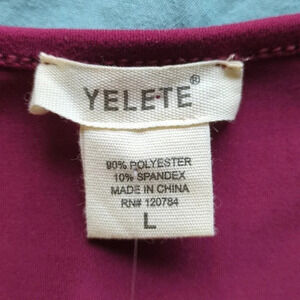 YELETE®
90% POLYESTER
10% SPANDEX
MADE IN CHINA
RN# 120784
L